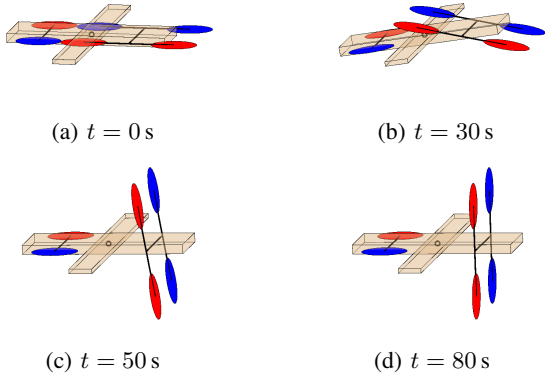 (a) t = 0 s
(b) t = 30 s
(c) t = 50 s
(d) t = 80 s